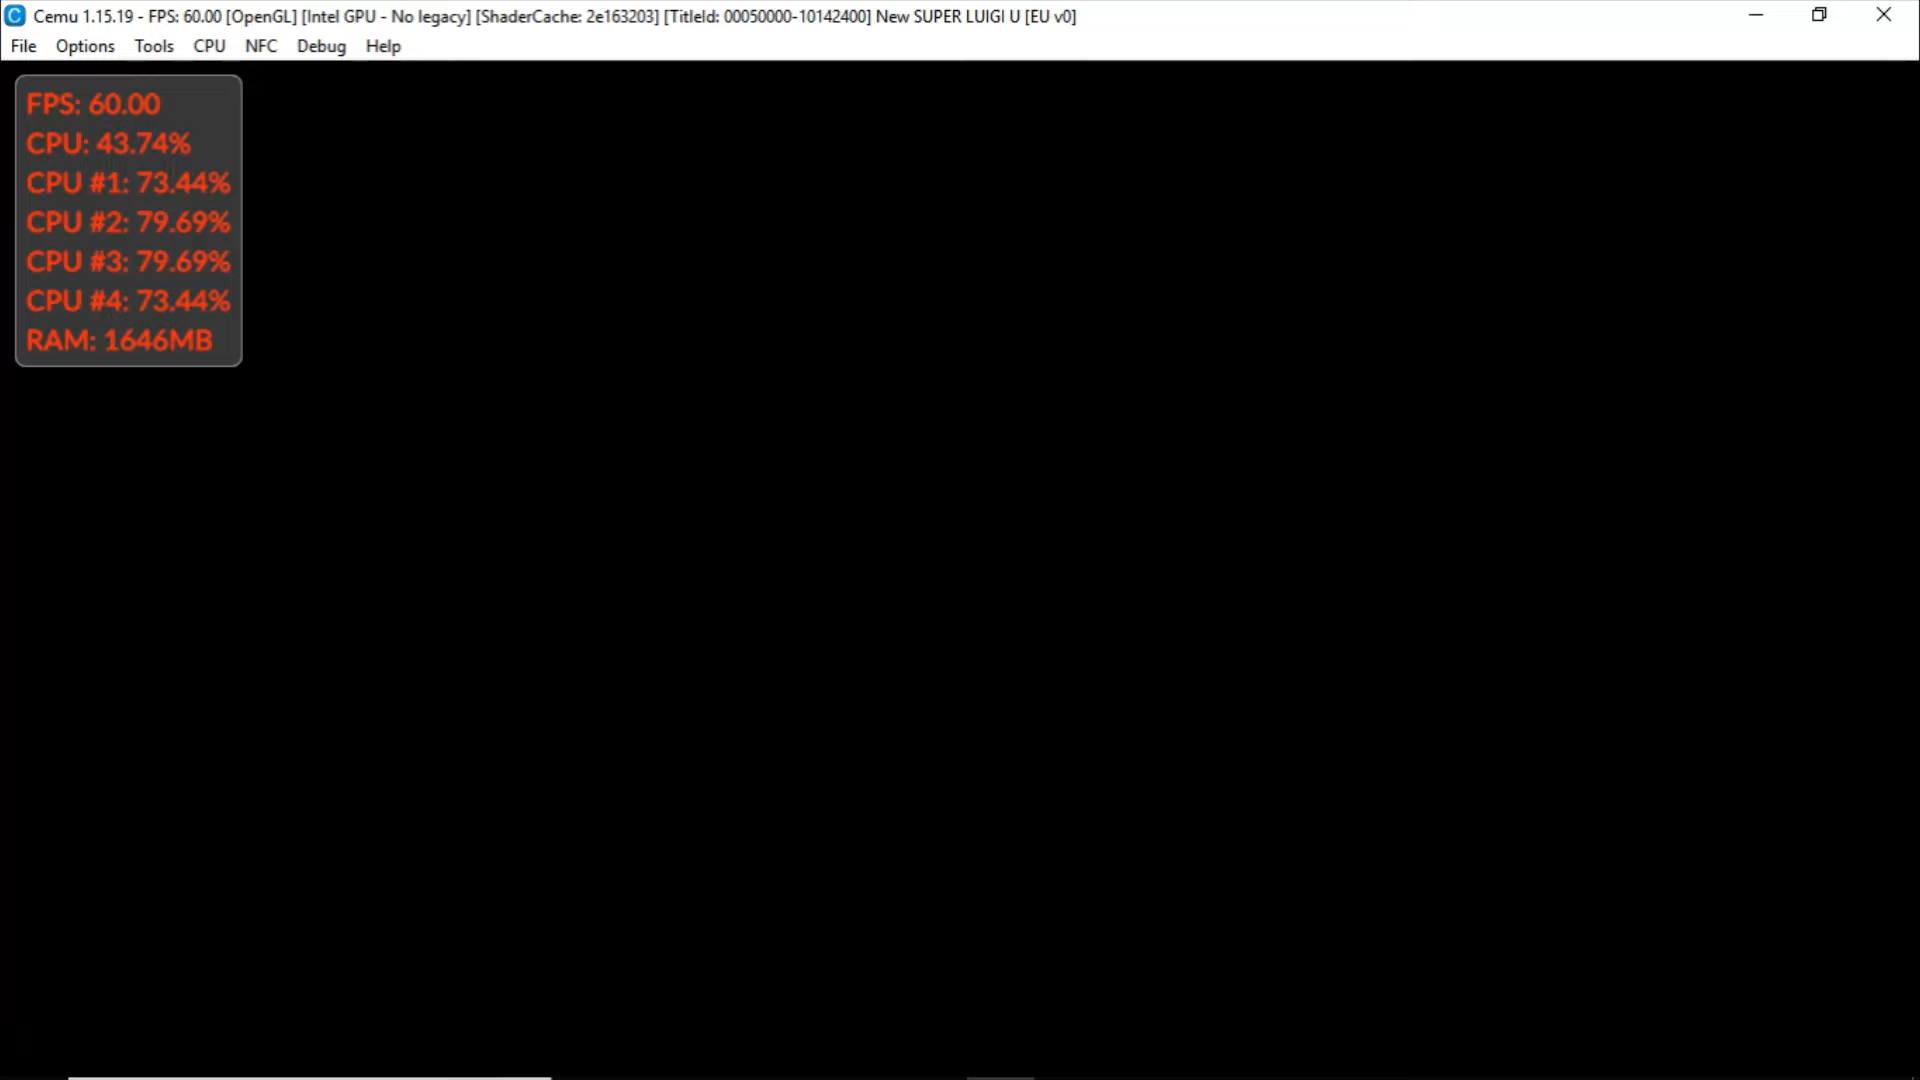 Cemu 1.15.19 - FPS: 60.00 [OpenGL] [Intel GPU - No legacy] [ShaderCache: 2e163203] [TitleId: 00050000-10142400] New SUPER LUIGI U [EU v0]
File Options Tools CPU NFC Debug Help
FPS: 60.00
CPU: 43.74%
CPU #1: 73.44%
CPU #2: 79.69%
CPU #3: 79.69%
CPU #4: 73.44%
RAM: 1646MB